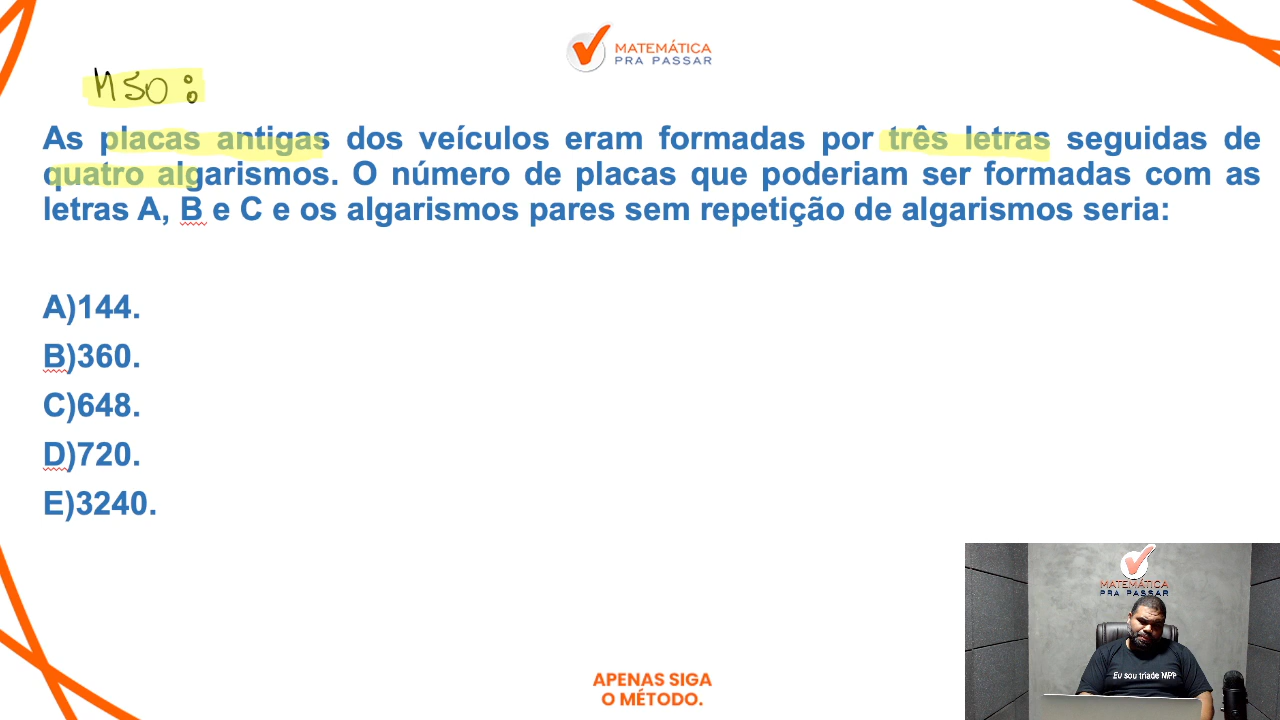 MATEMÁTICA
PRA PASSAR
MSO:
As placas antigas dos veículos eram formadas por três letras seguidas de
quatro algarismos. O número de placas que poderiam ser formadas com as
letras A, B e C e os algarismos pares sem repetição de algarismos seria:
A)144.
B)360.
C)648.
D)720.
E)3240.
MATEMÁTICA
PRA PASSAR
Eu sou tríade MPP
APENAS SIGA
O MÉTODO.